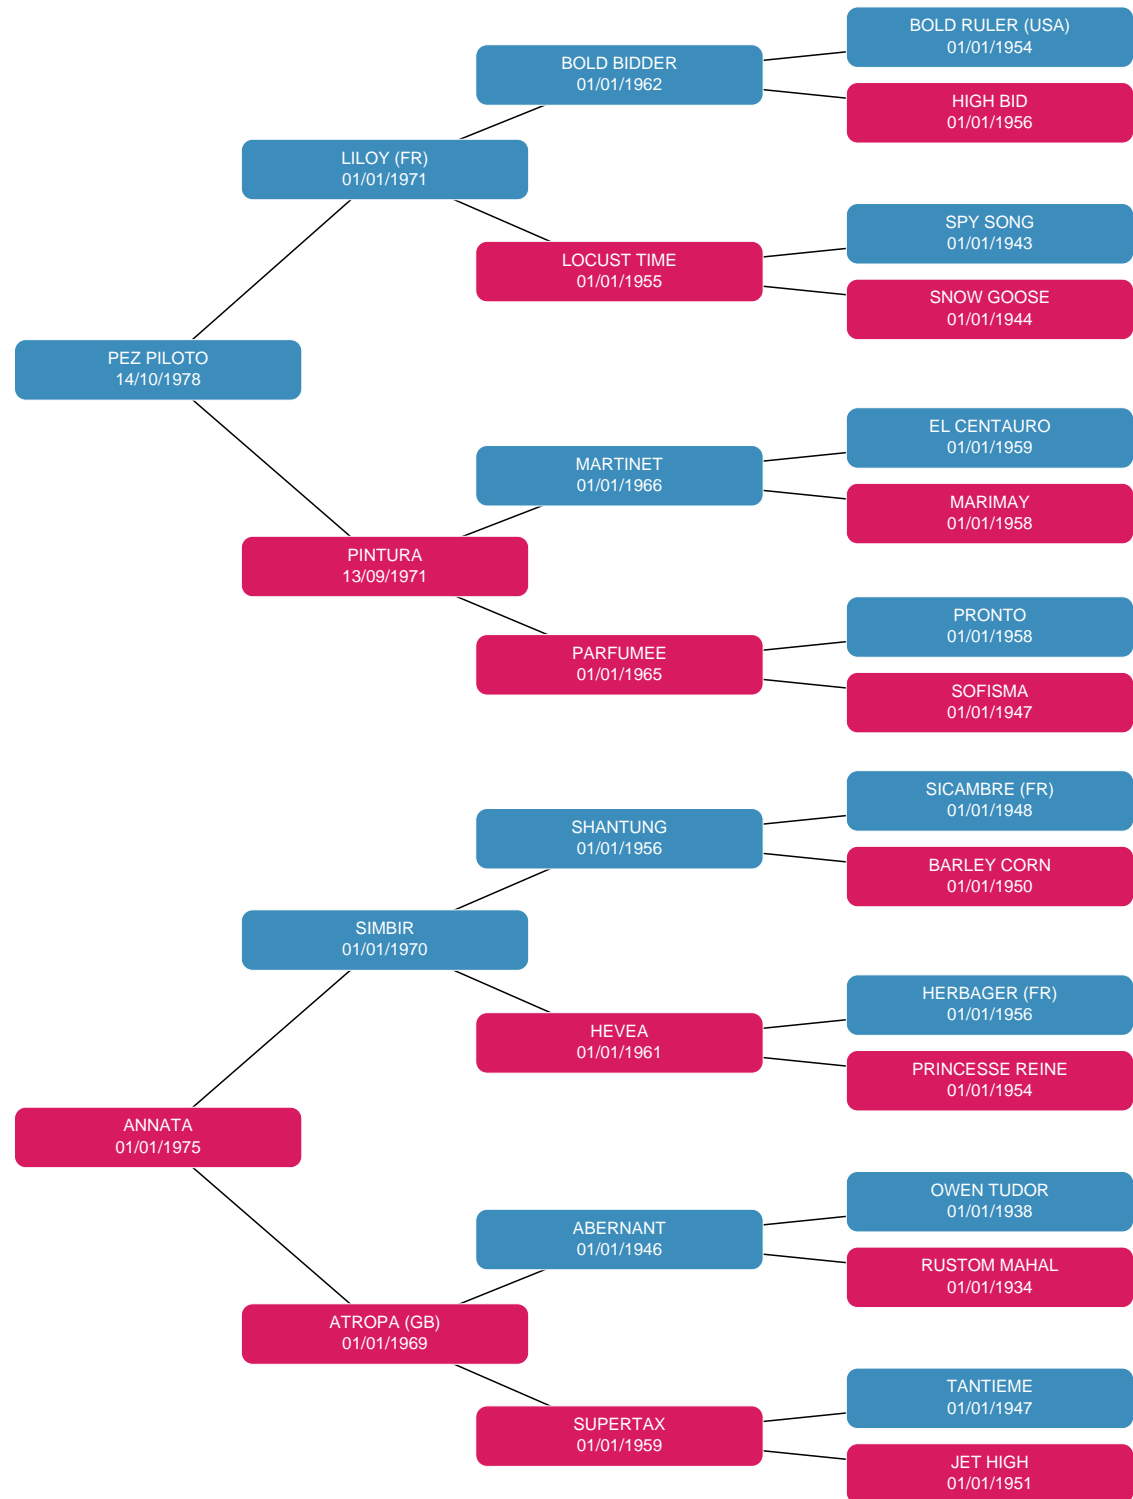 BOLD RULER (USA)
01/01/1954
BOLD BIDDER
01/01/1962
HIGH BID
01/01/1956
LILOY (FR)
01/01/1971
SPY SONG
01/01/1943
LOCUST TIME
01/01/1955
SNOW GOOSE
01/01/1944
PEZ PILOTO
14/10/1978
EL CENTAURO
01/01/1959
MARTINET
01/01/1966
MARIMAY
01/01/1958
PINTURA
13/09/1971
PRONTO
01/01/1958
PARFUMEE
01/01/1965
SOFISMA
01/01/1947
SICAMBRE (FR)
01/01/1948
SHANTUNG
01/01/1956
BARLEY CORN
01/01/1950
SIMBIR
01/01/1970
HERBAGER (FR)
01/01/1956
HEVEA
01/01/1961
PRINCESSE REINE
01/01/1954
ANNATA
01/01/1975
OWEN TUDOR
01/01/1938
ABERNANT
01/01/1946
RUSTOM MAHAL
01/01/1934
ATROPA (GB)
01/01/1969
TANTIEME
01/01/1947
SUPERTAX
01/01/1959
JET HIGH
01/01/1951